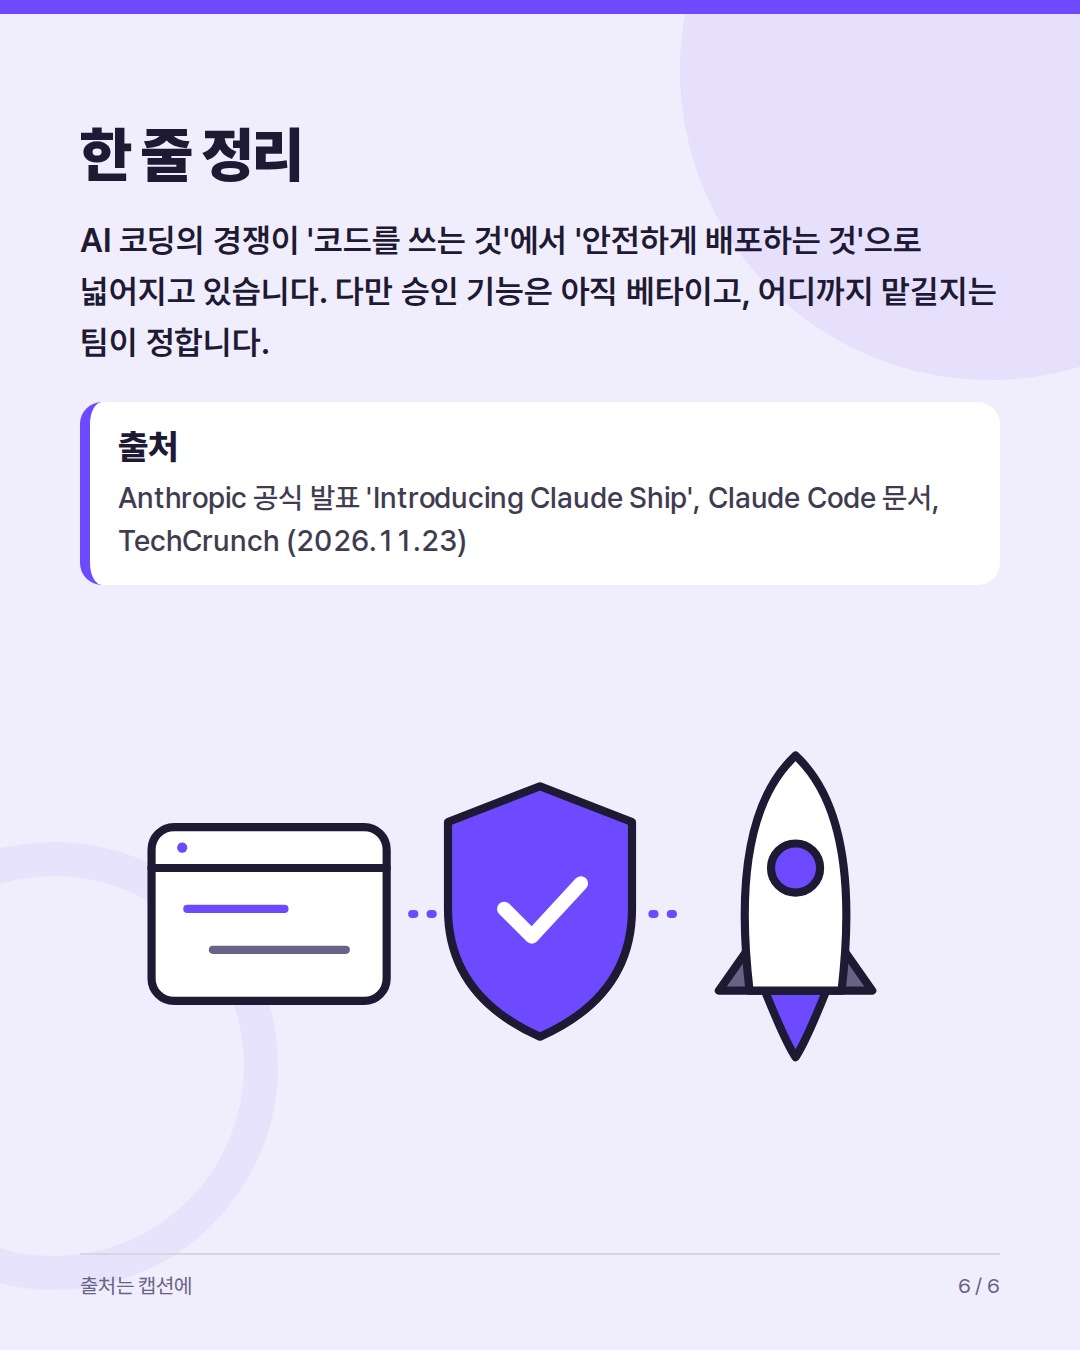 한 줄 정리
AI 코딩의 경쟁이 '코드를 쓰는 것'에서 '안전하게 배포하는 것'으로
넓어지고 있습니다. 다만 승인 기능은 아직 베타이고, 어디까지 맡길지는
팀이 정합니다.
출처
Anthropic 공식 발표 'Introducing Claude Ship', Claude Code 문서,
TechCrunch (2026.11.23)
출처는 캡션에
6 / 6